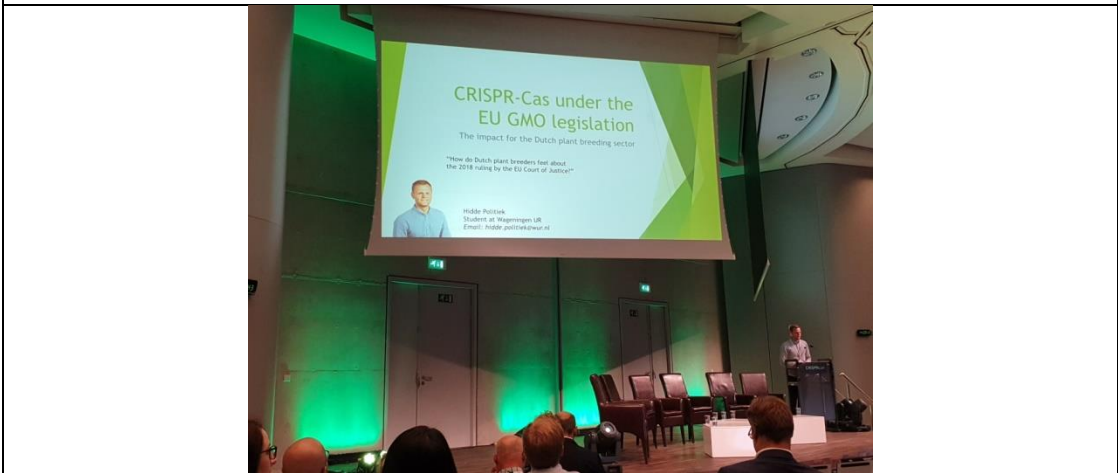 CRISPR-Cas under the
EU GMO legislation
The impact for the Dutch plant breeding sector
"How do Dutch plant breeders feel about
the 2018 ruling by the EU Court of Justice?"
Hidde Politiek
Student at Wageningen UR
Email: hidde.politiek@wur.nl